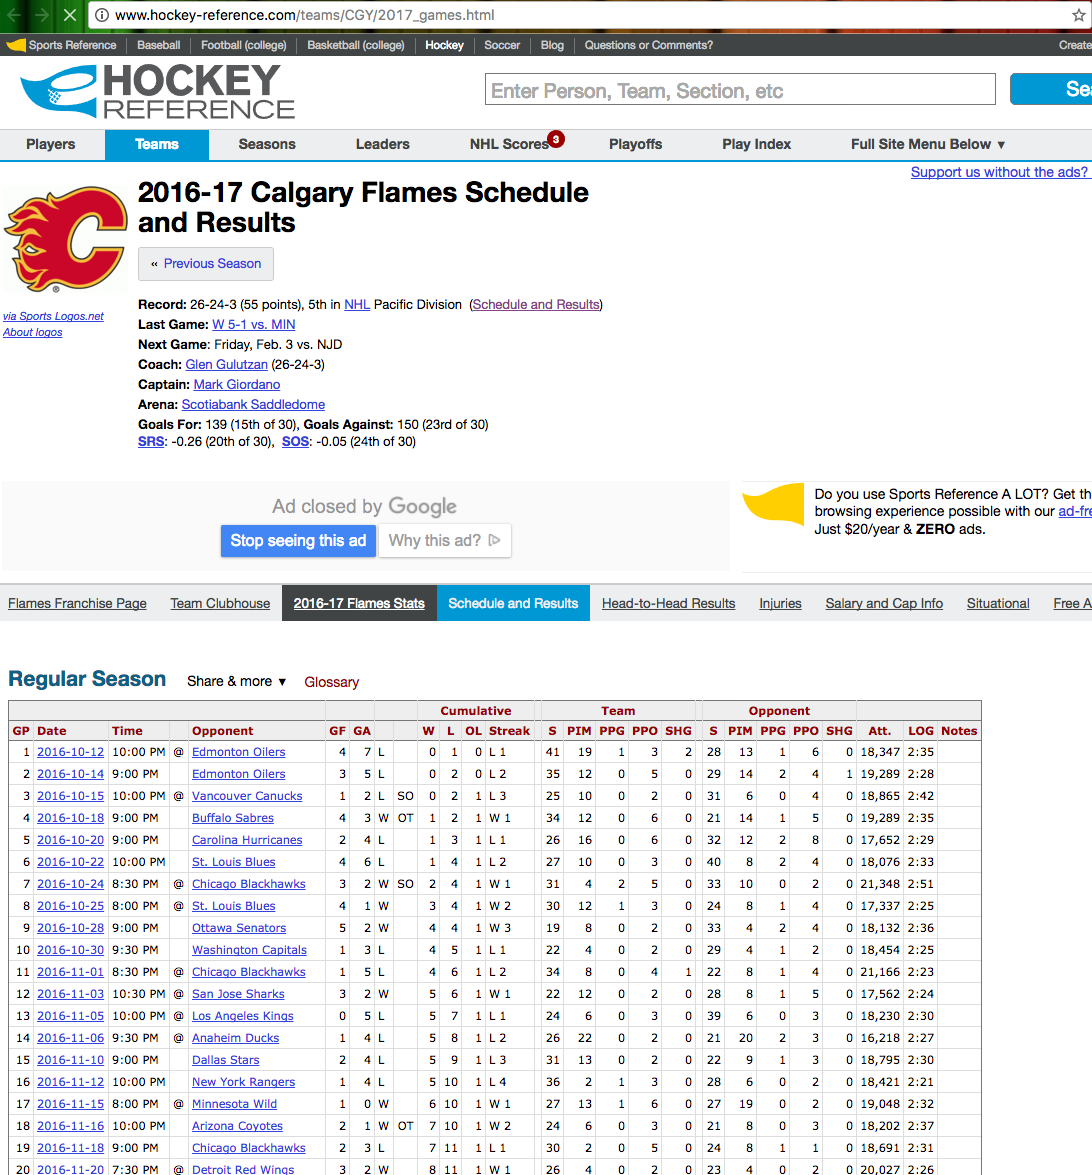 www.hockey-reference.com/teams/CGY/2017_games.html
Sports Reference Baseball Football (college) Basketball (college) Hockey Soccer Blog Questions or Comments? Create
HOCKEY
REFERENCE
Enter Person, Team, Section, etc
Sea
Players Teams Seasons Leaders NHL Scores 3 Playoffs Play Index Full Site Menu Below ▼
Support us without the ads?
2016-17 Calgary Flames Schedule
and Results
« Previous Season
via Sports Logos.net
About logos
Record: 26-24-3 (55 points), 5th in NHL Pacific Division (Schedule and Results)
Last Game: W 5-1 vs. MIN
Next Game: Friday, Feb. 3 vs. NJD
Coach: Glen Gulutzan (26-24-3)
Captain: Mark Giordano
Arena: Scotiabank Saddledome
Goals For: 139 (15th of 30), Goals Against: 150 (23rd of 30)
SRS: -0.26 (20th of 30), SOS: -0.05 (24th of 30)
Ad closed by Google
Stop seeing this ad Why this ad?
Do you use Sports Reference A LOT? Get th
browsing experience possible with our ad-fre
Just $20/year & ZERO ads.
Flames Franchise Page Team Clubhouse 2016-17 Flames Stats Schedule and Results Head-to-Head Results Injuries Salary and Cap Info Situational Free A
Regular Season Share & more ▼ Glossary
Cumulative Team Opponent
GP Date Time Opponent GF GA W L OL Streak S PIM PPG PPO SHG S PIM PPG PPO SHG Att. LOG Notes
1 2016-10-12 10:00 PM @ Edmonton Oilers 4 7 L 0 1 0 L 1 41 19 1 3 2 28 13 1 6 0 18,347 2:35
2 2016-10-14 9:00 PM Edmonton Oilers 3 5 L 0 2 0 L 2 35 12 0 5 0 29 14 2 4 1 19,289 2:28
3 2016-10-15 10:00 PM @ Vancouver Canucks 1 2 L SO 0 2 1 L 3 25 10 0 2 0 31 6 0 4 0 18,865 2:42
4 2016-10-18 9:00 PM Buffalo Sabres 4 3 W OT 1 2 1 W 1 34 12 0 6 0 21 14 1 5 0 19,289 2:35
5 2016-10-20 9:00 PM Carolina Hurricanes 2 4 L 1 3 1 L 1 26 16 0 6 0 32 12 2 8 0 17,652 2:29
6 2016-10-22 10:00 PM St. Louis Blues 4 6 L 1 4 1 L 2 27 10 0 3 0 40 8 2 4 0 18,076 2:33
7 2016-10-24 8:30 PM @ Chicago Blackhawks 3 2 W SO 2 4 1 W 1 31 4 2 5 0 33 10 0 2 0 21,348 2:51
8 2016-10-25 8:00 PM @ St. Louis Blues 4 1 W 3 4 1 W 2 30 12 1 3 0 24 8 1 4 0 17,337 2:25
9 2016-10-28 9:00 PM Ottawa Senators 5 2 W 4 4 1 W 3 19 8 0 2 0 33 4 2 4 0 18,132 2:36
10 2016-10-30 9:30 PM Washington Capitals 1 3 L 4 5 1 L 1 22 4 0 2 0 29 4 1 2 0 18,454 2:25
11 2016-11-01 8:30 PM @ Chicago Blackhawks 1 5 L 4 6 1 L 2 34 8 0 4 1 22 8 1 4 0 21,166 2:23
12 2016-11-03 10:30 PM @ San Jose Sharks 3 2 W 5 6 1 W 1 22 12 0 2 0 28 8 1 5 0 17,562 2:24
13 2016-11-05 10:00 PM @ Los Angeles Kings 0 5 L 5 7 1 L 1 24 6 0 3 0 39 6 0 3 0 18,230 2:30
14 2016-11-06 9:30 PM @ Anaheim Ducks 1 4 L 5 8 1 L 2 26 22 0 2 0 21 20 2 3 0 16,218 2:27
15 2016-11-10 9:00 PM Dallas Stars 2 4 L 5 9 1 L 3 31 13 0 2 0 22 9 1 3 0 18,795 2:30
16 2016-11-12 10:00 PM New York Rangers 1 4 L 5 10 1 L 4 36 2 1 3 0 28 6 0 2 0 18,421 2:21
17 2016-11-15 8:00 PM @ Minnesota Wild 1 0 W 6 10 1 W 1 27 13 1 6 0 27 19 0 2 0 19,048 2:32
18 2016-11-16 10:00 PM Arizona Coyotes 2 1 W OT 7 10 1 W 2 24 6 0 3 0 21 8 0 3 0 18,202 2:37
19 2016-11-18 9:00 PM Chicago Blackhawks 2 3 L 7 11 1 L 1 30 2 0 5 0 24 8 1 1 0 18,691 2:31
20 2016-11-20 7:30 PM @ Detroit Red Wings 3 2 W 8 11 1 W 1 26 4 0 2 0 23 4 0 2 0 20,027 2:26